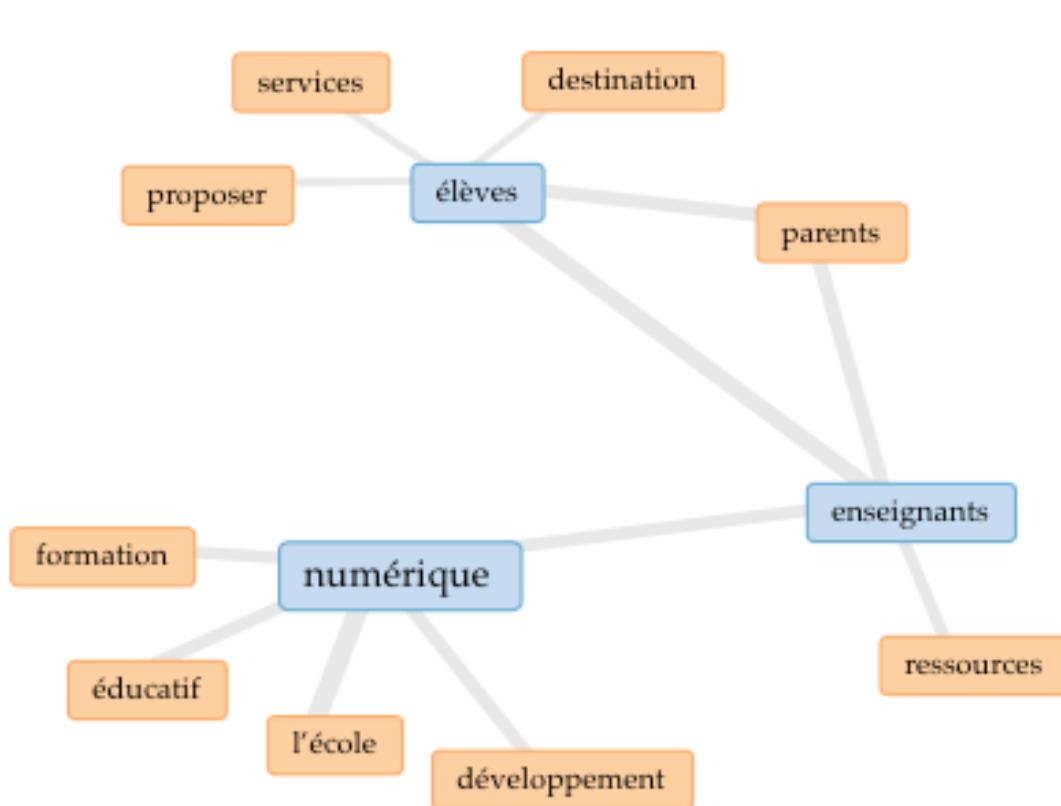 services
destination
proposer
élèves
parents
enseignants
formation
numérique
ressources
éducatif
l'école
développement